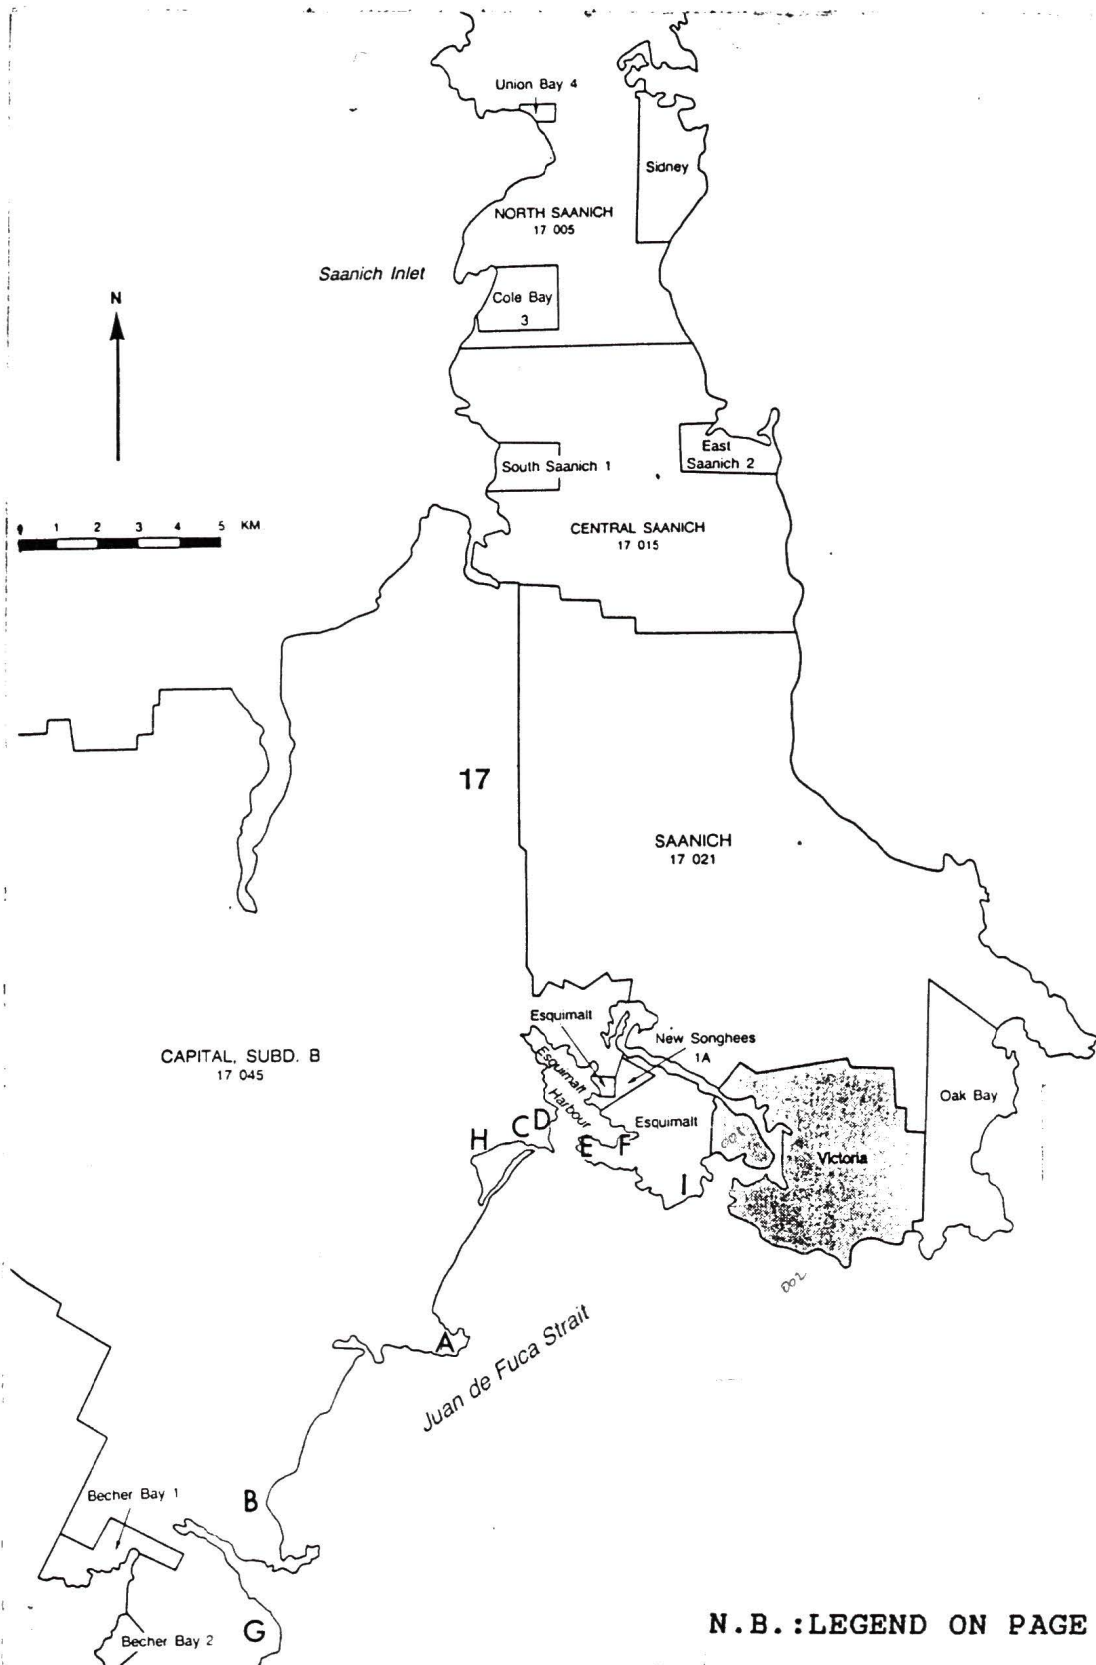 Union Bay 4
Sidney
NORTH SAANICH
17 005
Saanich Inlet
N
Cole Bay
3
East
Saanich 2
South Saanich 1
0 1 2 3 4 5 KM
CENTRAL SAANICH
17 015
17
SAANICH
17 021
Esquimalt
New Songhees
1A
CAPITAL, SUBD. B
17 045
Esquimalt
Harbour
Oak Bay
Esquimalt
C D
H
E F
001
Victoria
I
002
A
Juan de Fuca Strait
B
Becher Bay 1
G
Becher Bay 2
N.B.:LEGEND ON PAGE